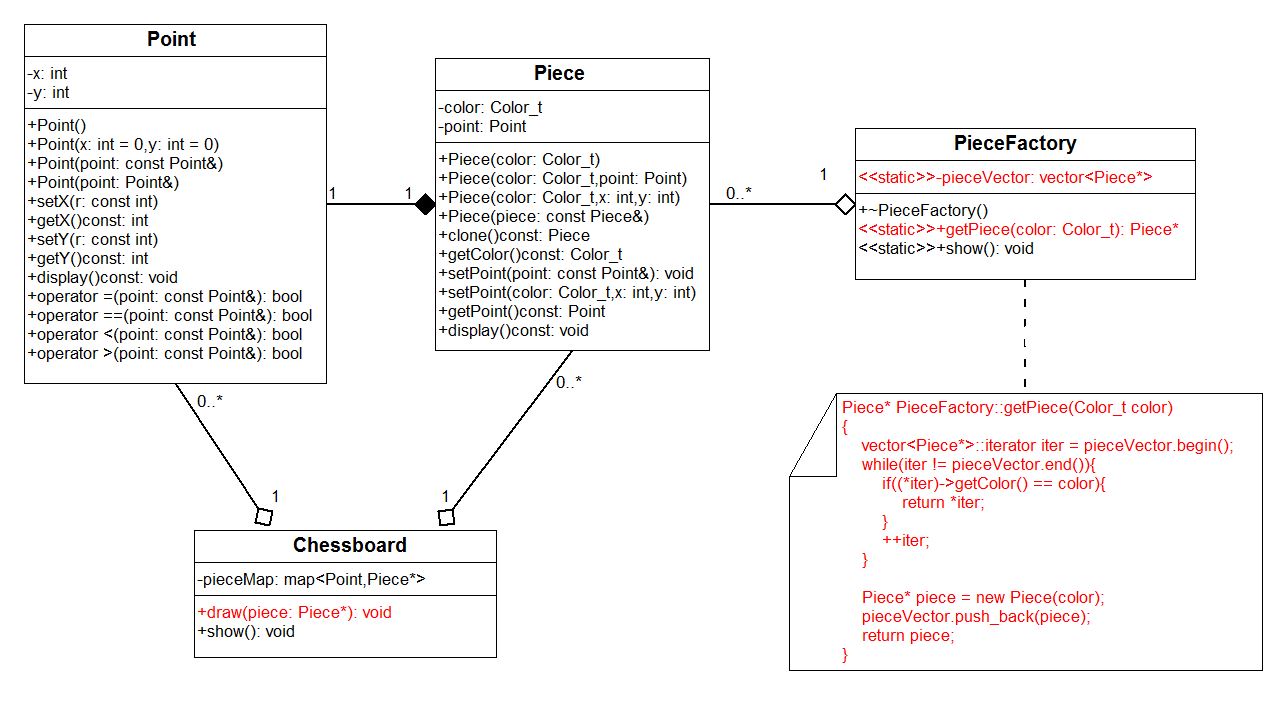 Point
-x: int
-y: int
+Point()
+Point(x: int = 0,y: int = 0)
+Point(point: const Point&)
+Point(point: Point&)
+setX(r: const int)
+getX()const: int
+setY(r: const int)
+getY()const: int
+display()const: void
+operator =(point: const Point&): bool
+operator ==(point: const Point&): bool
+operator <(point: const Point&): bool
+operator >(point: const Point&): bool
1
1
Piece
-color: Color_t
-point: Point
+Piece(color: Color_t)
+Piece(color: Color_t,point: Point)
+Piece(color: Color_t,x: int,y: int)
+Piece(piece: const Piece&)
+clone()const: Piece
+getColor()const: Color_t
+setPoint(point: const Point&): void
+setPoint(color: Color_t,x: int,y: int)
+getPoint()const: Point
+display()const: void
0..*
1
PieceFactory
<<static>>-pieceVector: vector<Piece*>
+~PieceFactory()
<<static>>+getPiece(color: Color_t): Piece*
<<static>>+show(): void
0..*
0..*
1
1
Chessboard
-pieceMap: map<Point,Piece*>
+draw(piece: Piece*): void
+show(): void
Piece* PieceFactory::getPiece(Color_t color)
{
vector<Piece*>::iterator iter = pieceVector.begin();
while(iter != pieceVector.end()){
if((*iter)->getColor() == color){
return *iter;
}
++iter;
}
Piece* piece = new Piece(color);
pieceVector.push_back(piece);
return piece;
}